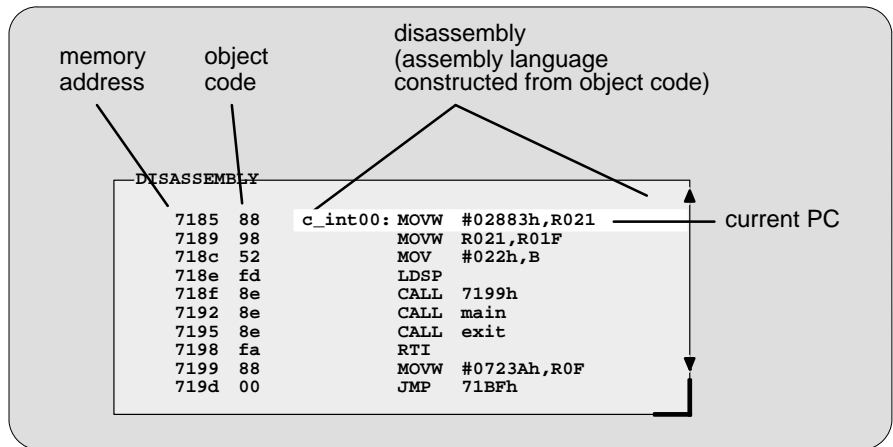 disassembly
(assembly language
constructed from object code)
memory
address
object
code
DISASSEMBLY
7185 88 c_int00: MOVW #02883h,R021
current PC
7189 98 MOVW R021,R01F
718c 52 MOV #022h,B
718e fd LDSP
718f 8e CALL 7199h
7192 8e CALL main
7195 8e CALL exit
7198 fa RTI
7199 88 MOVW #0723Ah,R0F
719d 00 JMP 71BFh